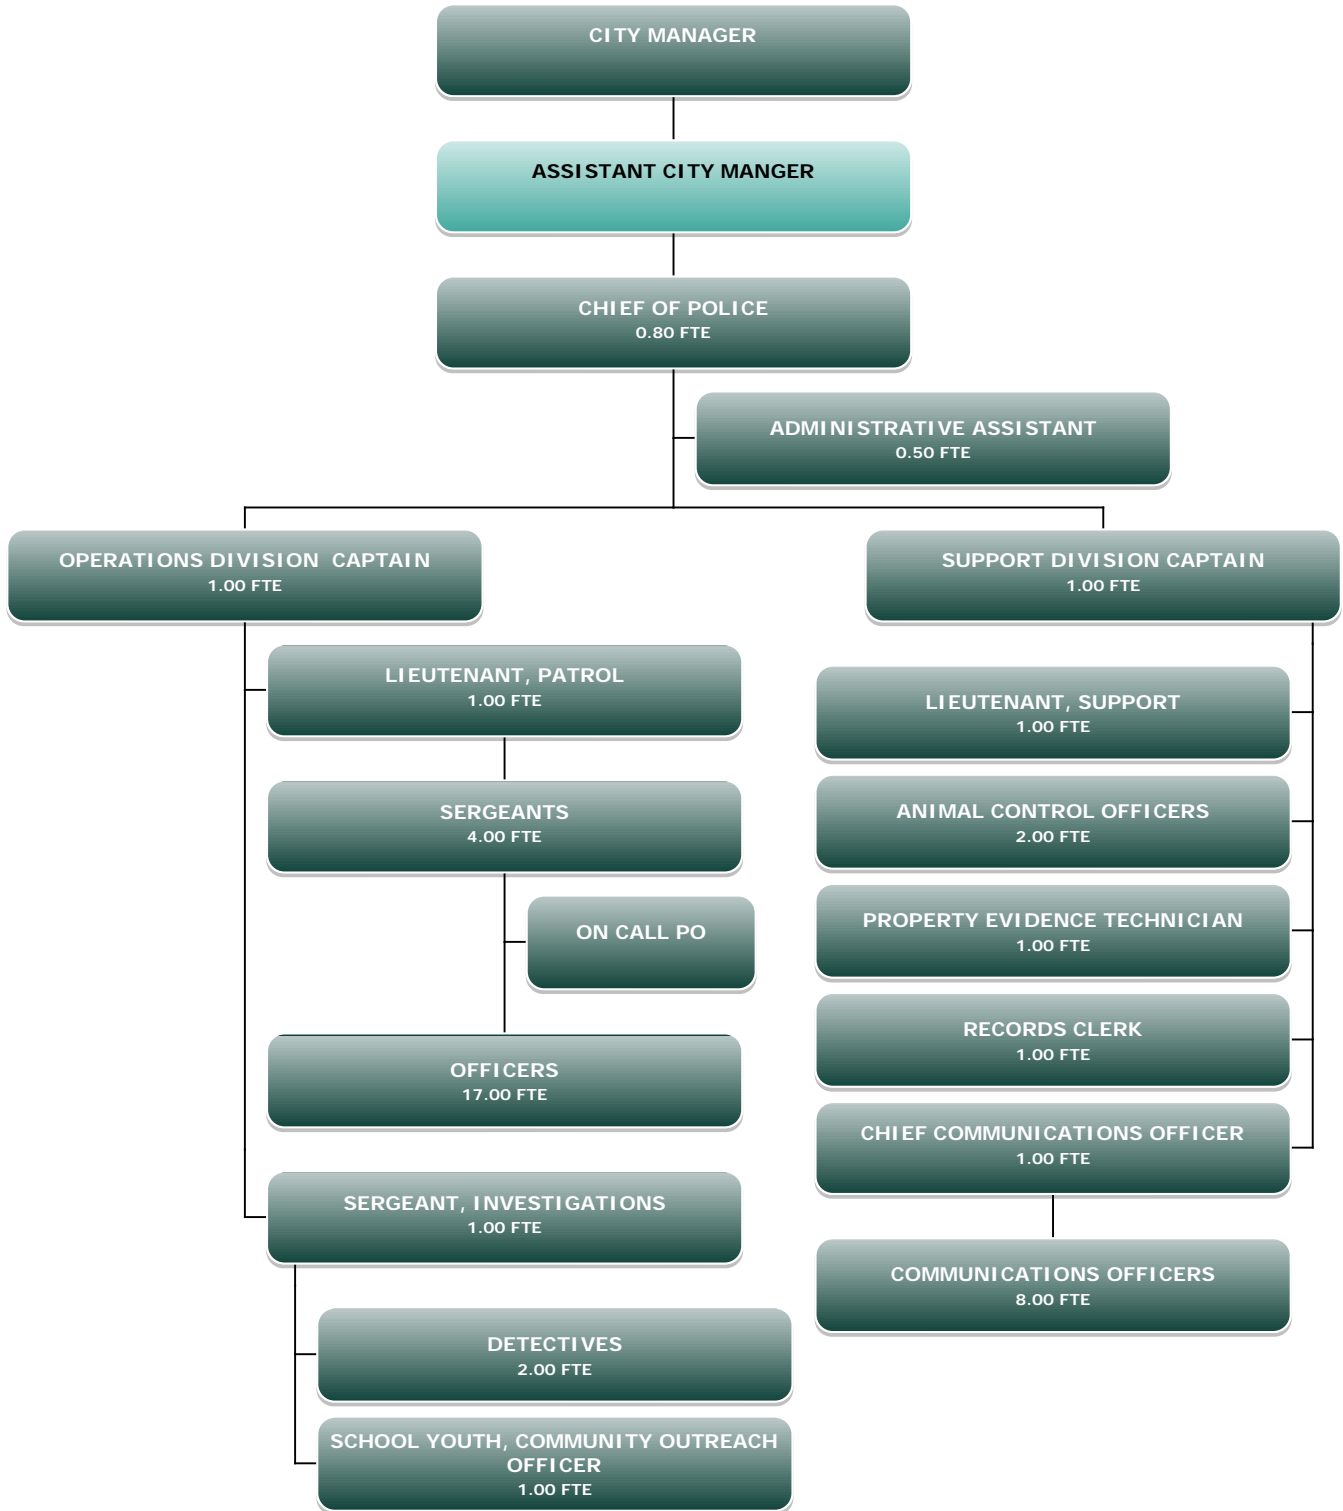 CITY MANAGER
ASSISTANT CITY MANGER
CHIEF OF POLICE
0.80 FTE
ADMINISTRATIVE ASSISTANT
0.50 FTE
OPERATIONS DIVISION CAPTAIN
1.00 FTE
LIEUTENANT, PATROL
1.00 FTE
SERGEANTS
4.00 FTE
ON CALL PO
OFFICERS
17.00 FTE
SERGEANT, INVESTIGATIONS
1.00 FTE
DETECTIVES
2.00 FTE
SCHOOL YOUTH, COMMUNITY OUTREACH
OFFICER
1.00 FTE
SUPPORT DIVISION CAPTAIN
1.00 FTE
LIEUTENANT, SUPPORT
1.00 FTE
ANIMAL CONTROL OFFICERS
2.00 FTE
PROPERTY EVIDENCE TECHNICIAN
1.00 FTE
RECORDS CLERK
1.00 FTE
CHIEF COMMUNICATIONS OFFICER
1.00 FTE
COMMUNICATIONS OFFICERS
8.00 FTE